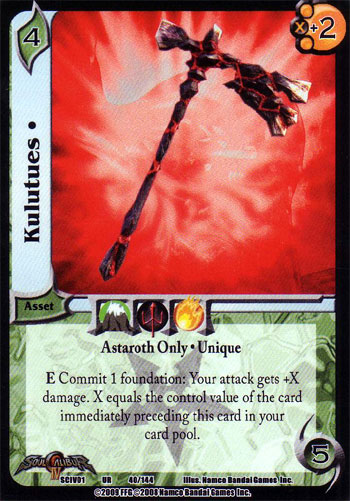 4
+2
Kulutues •
Asset
Astaroth Only • Unique
E Commit 1 foundation: Your attack gets +X
damage. X equals the control value of the card
immediately preceding this card in your
card pool.
5
SOULCALIBUR
IV
SCIV01 UR 40/144 Illus. Namco Bandai Games Inc.
©2009 FFG ©2008 Namco Bandai Games Inc.